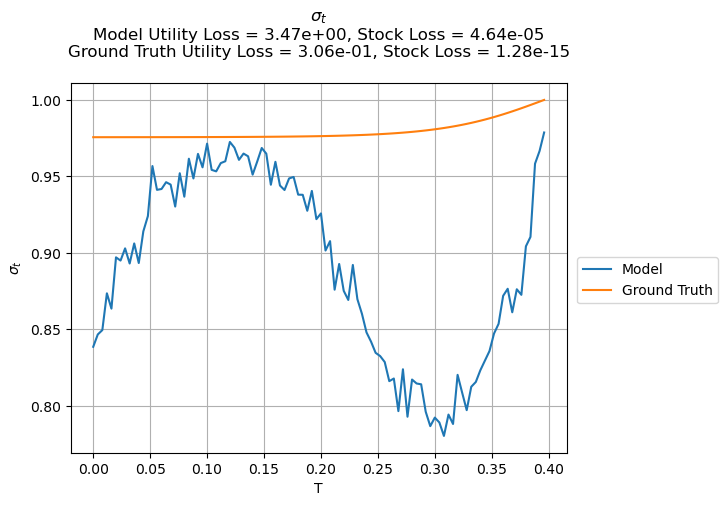 σt
Model Utility Loss = 3.47e+00, Stock Loss = 4.64e-05
Ground Truth Utility Loss = 3.06e-01, Stock Loss = 1.28e-15
1.00
0.95
0.90
0.85
0.80
σt
0.00 0.05 0.10 0.15 0.20 0.25 0.30 0.35 0.40
T
Model
Ground Truth